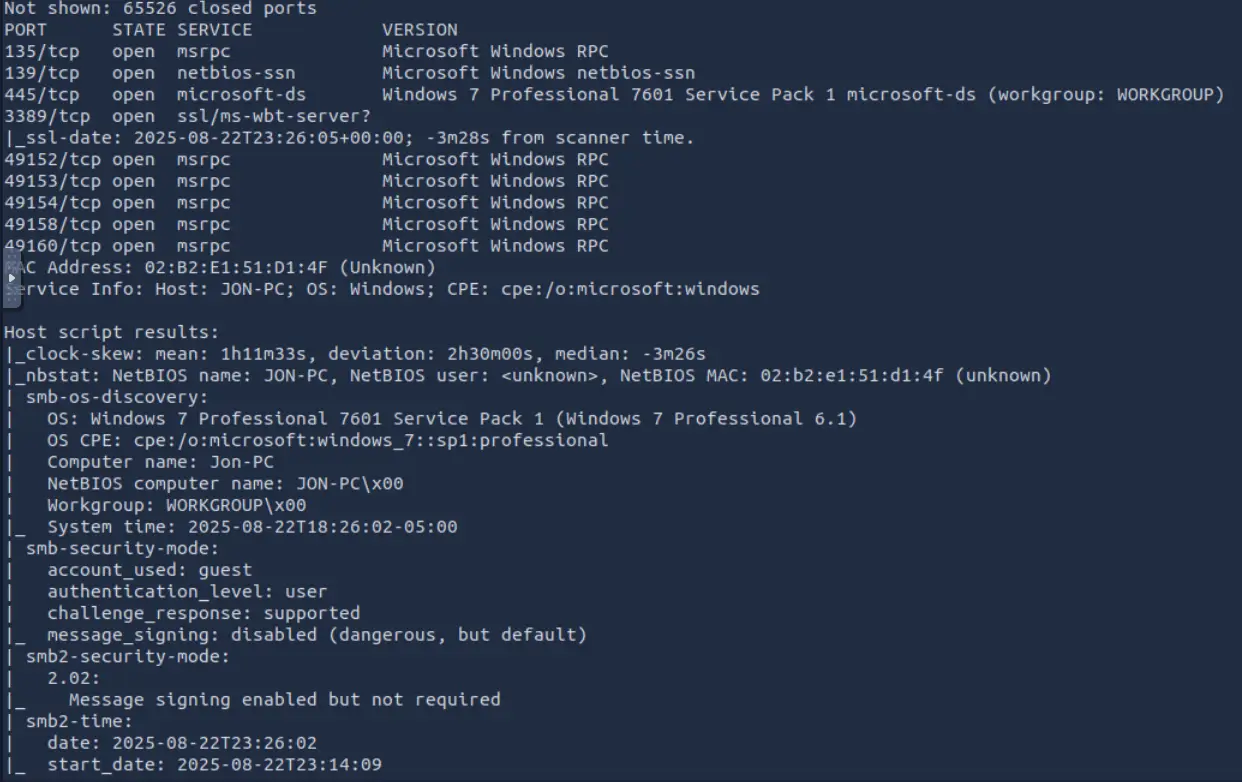 Not shown: 65526 closed ports
PORT      STATE SERVICE            VERSION
135/tcp   open  msrpc              Microsoft Windows RPC
139/tcp   open  netbios-ssn        Microsoft Windows netbios-ssn
445/tcp   open  microsoft-ds       Windows 7 Professional 7601 Service Pack 1 microsoft-ds (workgroup: WORKGROUP)
3389/tcp  open  ssl/ms-wbt-server?
|_ssl-date: 2025-08-22T23:26:05+00:00; -3m28s from scanner time.
49152/tcp open  msrpc              Microsoft Windows RPC
49153/tcp open  msrpc              Microsoft Windows RPC
49154/tcp open  msrpc              Microsoft Windows RPC
49158/tcp open  msrpc              Microsoft Windows RPC
49160/tcp open  msrpc              Microsoft Windows RPC
MAC Address: 02:B2:E1:51:D1:4F (Unknown)
Service Info: Host: JON-PC; OS: Windows; CPE: cpe:/o:microsoft:windows
Host script results:
|_clock-skew: mean: 1h11m33s, deviation: 2h30m00s, median: -3m26s
|_nbstat: NetBIOS name: JON-PC, NetBIOS user: <unknown>, NetBIOS MAC: 02:b2:e1:51:d1:4f (unknown)
| smb-os-discovery:
|   OS: Windows 7 Professional 7601 Service Pack 1 (Windows 7 Professional 6.1)
|   OS CPE: cpe:/o:microsoft:windows_7::sp1:professional
|   Computer name: Jon-PC
|   NetBIOS computer name: JON-PC\x00
|   Workgroup: WORKGROUP\x00
|_  System time: 2025-08-22T18:26:02-05:00
| smb-security-mode:
|   account_used: guest
|   authentication_level: user
|   challenge_response: supported
|_  message_signing: disabled (dangerous, but default)
| smb2-security-mode:
|   2.02:
|_    Message signing enabled but not required
| smb2-time:
|   date: 2025-08-22T23:26:02
|_  start_date: 2025-08-22T23:14:09